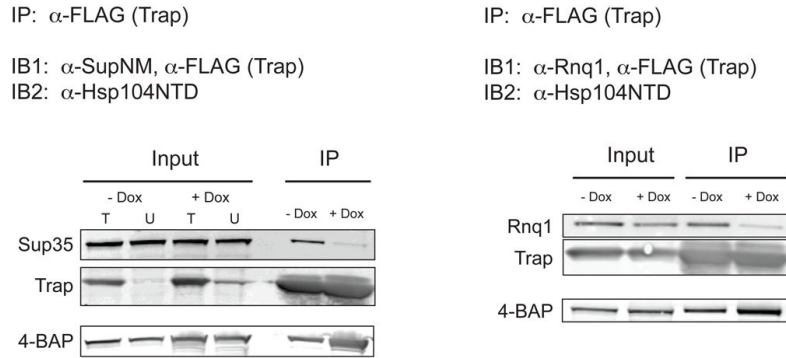 IP: α-FLAG (Trap)
IB1: α-SupNM, α-FLAG (Trap)
IB2: α-Hsp104NTD
Input IP
- Dox + Dox
T U T U - Dox + Dox
Sup35
Trap
4-BAP
IP: α-FLAG (Trap)
IB1: α-Rnq1, α-FLAG (Trap)
IB2: α-Hsp104NTD
Input IP
- Dox + Dox - Dox + Dox
Rnq1
Trap
4-BAP